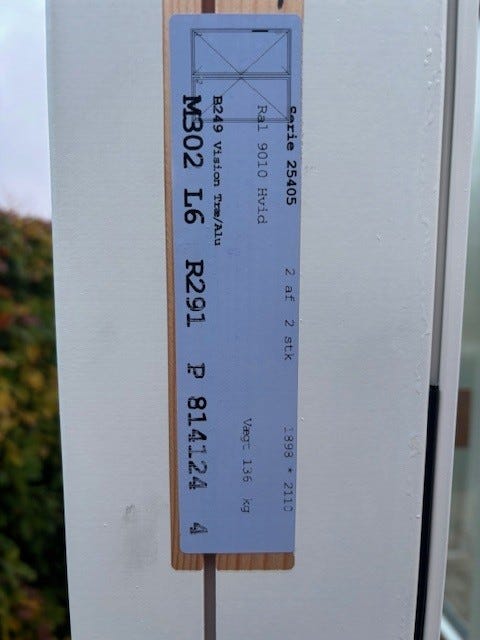 Serie 25405 2 af 2 stk 1898 * 2110
Ral 9010 Hvid Vægt 136 kg
B249 Vision Træ/Alu
M302 L6 R291 P 814124 4